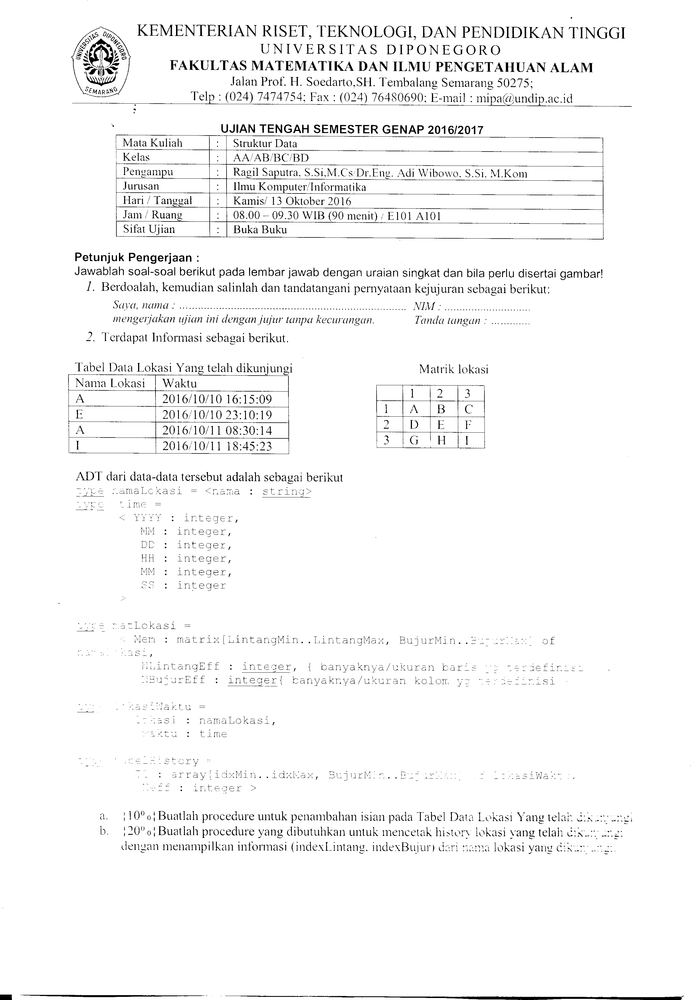 UNIVERSITAS DIPONEGORO
SEMARANG
KEMENTERIAN RISET, TEKNOLOGI, DAN PENDIDIKAN TINGGI
UNIVERSITAS DIPONEGORO
FAKULTAS MATEMATIKA DAN ILMU PENGETAHUAN ALAM
Jalan Prof. H. Soedarto,SH. Tembalang Semarang 50275;
Telp : (024) 7474754; Fax : (024) 76480690; E-mail : mipa@undip.ac.id
UJIAN TENGAH SEMESTER GENAP 2016/2017
Mata Kuliah : Struktur Data
Kelas : AA/AB/BC/BD
Pengampu : Ragil Saputra, S.Si,M.Cs/Dr.Eng. Adi Wibowo, S.Si. M.Kom
Jurusan : Ilmu Komputer/Informatika
Hari / Tanggal : Kamis/ 13 Oktober 2016
Jam / Ruang : 08.00 – 09.30 WIB (90 menit) / E101 A101
Sifat Ujian : Buka Buku
Petunjuk Pengerjaan :
Jawablah soal-soal berikut pada lembar jawab dengan uraian singkat dan bila perlu disertai gambar!
1. Berdoalah, kemudian salinlah dan tandatangani pernyataan kejujuran sebagai berikut:
Saya, nama : ........................................................................... NIM : ............................
mengerjakan ujian ini dengan jujur tanpa kecurangan. Tanda tangan : .............
2. Terdapat Informasi sebagai berikut.
Tabel Data Lokasi Yang telah dikunjungi
Nama Lokasi Waktu
A 2016/10/10 16:15:09
E 2016/10/10 23:10:19
A 2016/10/11 08:30:14
I 2016/10/11 18:45:23
Matrik lokasi
1 2 3
1 A B C
2 D E F
3 G H I
ADT dari data-data tersebut adalah sebagai berikut
type namaLokasi = <nama : string>
type time =
< YYYY : integer,
MM : integer,
DD : integer,
HH : integer,
MM : integer,
SS : integer
>
type matLokasi =
< Mem : matrix[LintangMin..LintangMax, BujurMin..BujurMax] of
namaLokasi,
NLintangEff : integer, { banyaknya/ukuran baris yg terdefinisi
NBujurEff : integer{ banyaknya/ukuran kolom yg terdefinisi
type lokasiWaktu =
lokasi : namaLokasi,
waktu : time
type History =
: array[idxMin..idxMax, BujurMin..BujurMax] of lokasiWaktu,
Neff : integer >
a. {10%} Buatlah procedure untuk penambahan isian pada Tabel Data Lokasi Yang telah dikunjungi
b. {20%} Buatlah procedure yang dibutuhkan untuk mencetak history lokasi yang telah dikunjungi
dengan menampilkan informasi (indexLintang, indexBujur) dari nama lokasi yang dikunjungi.